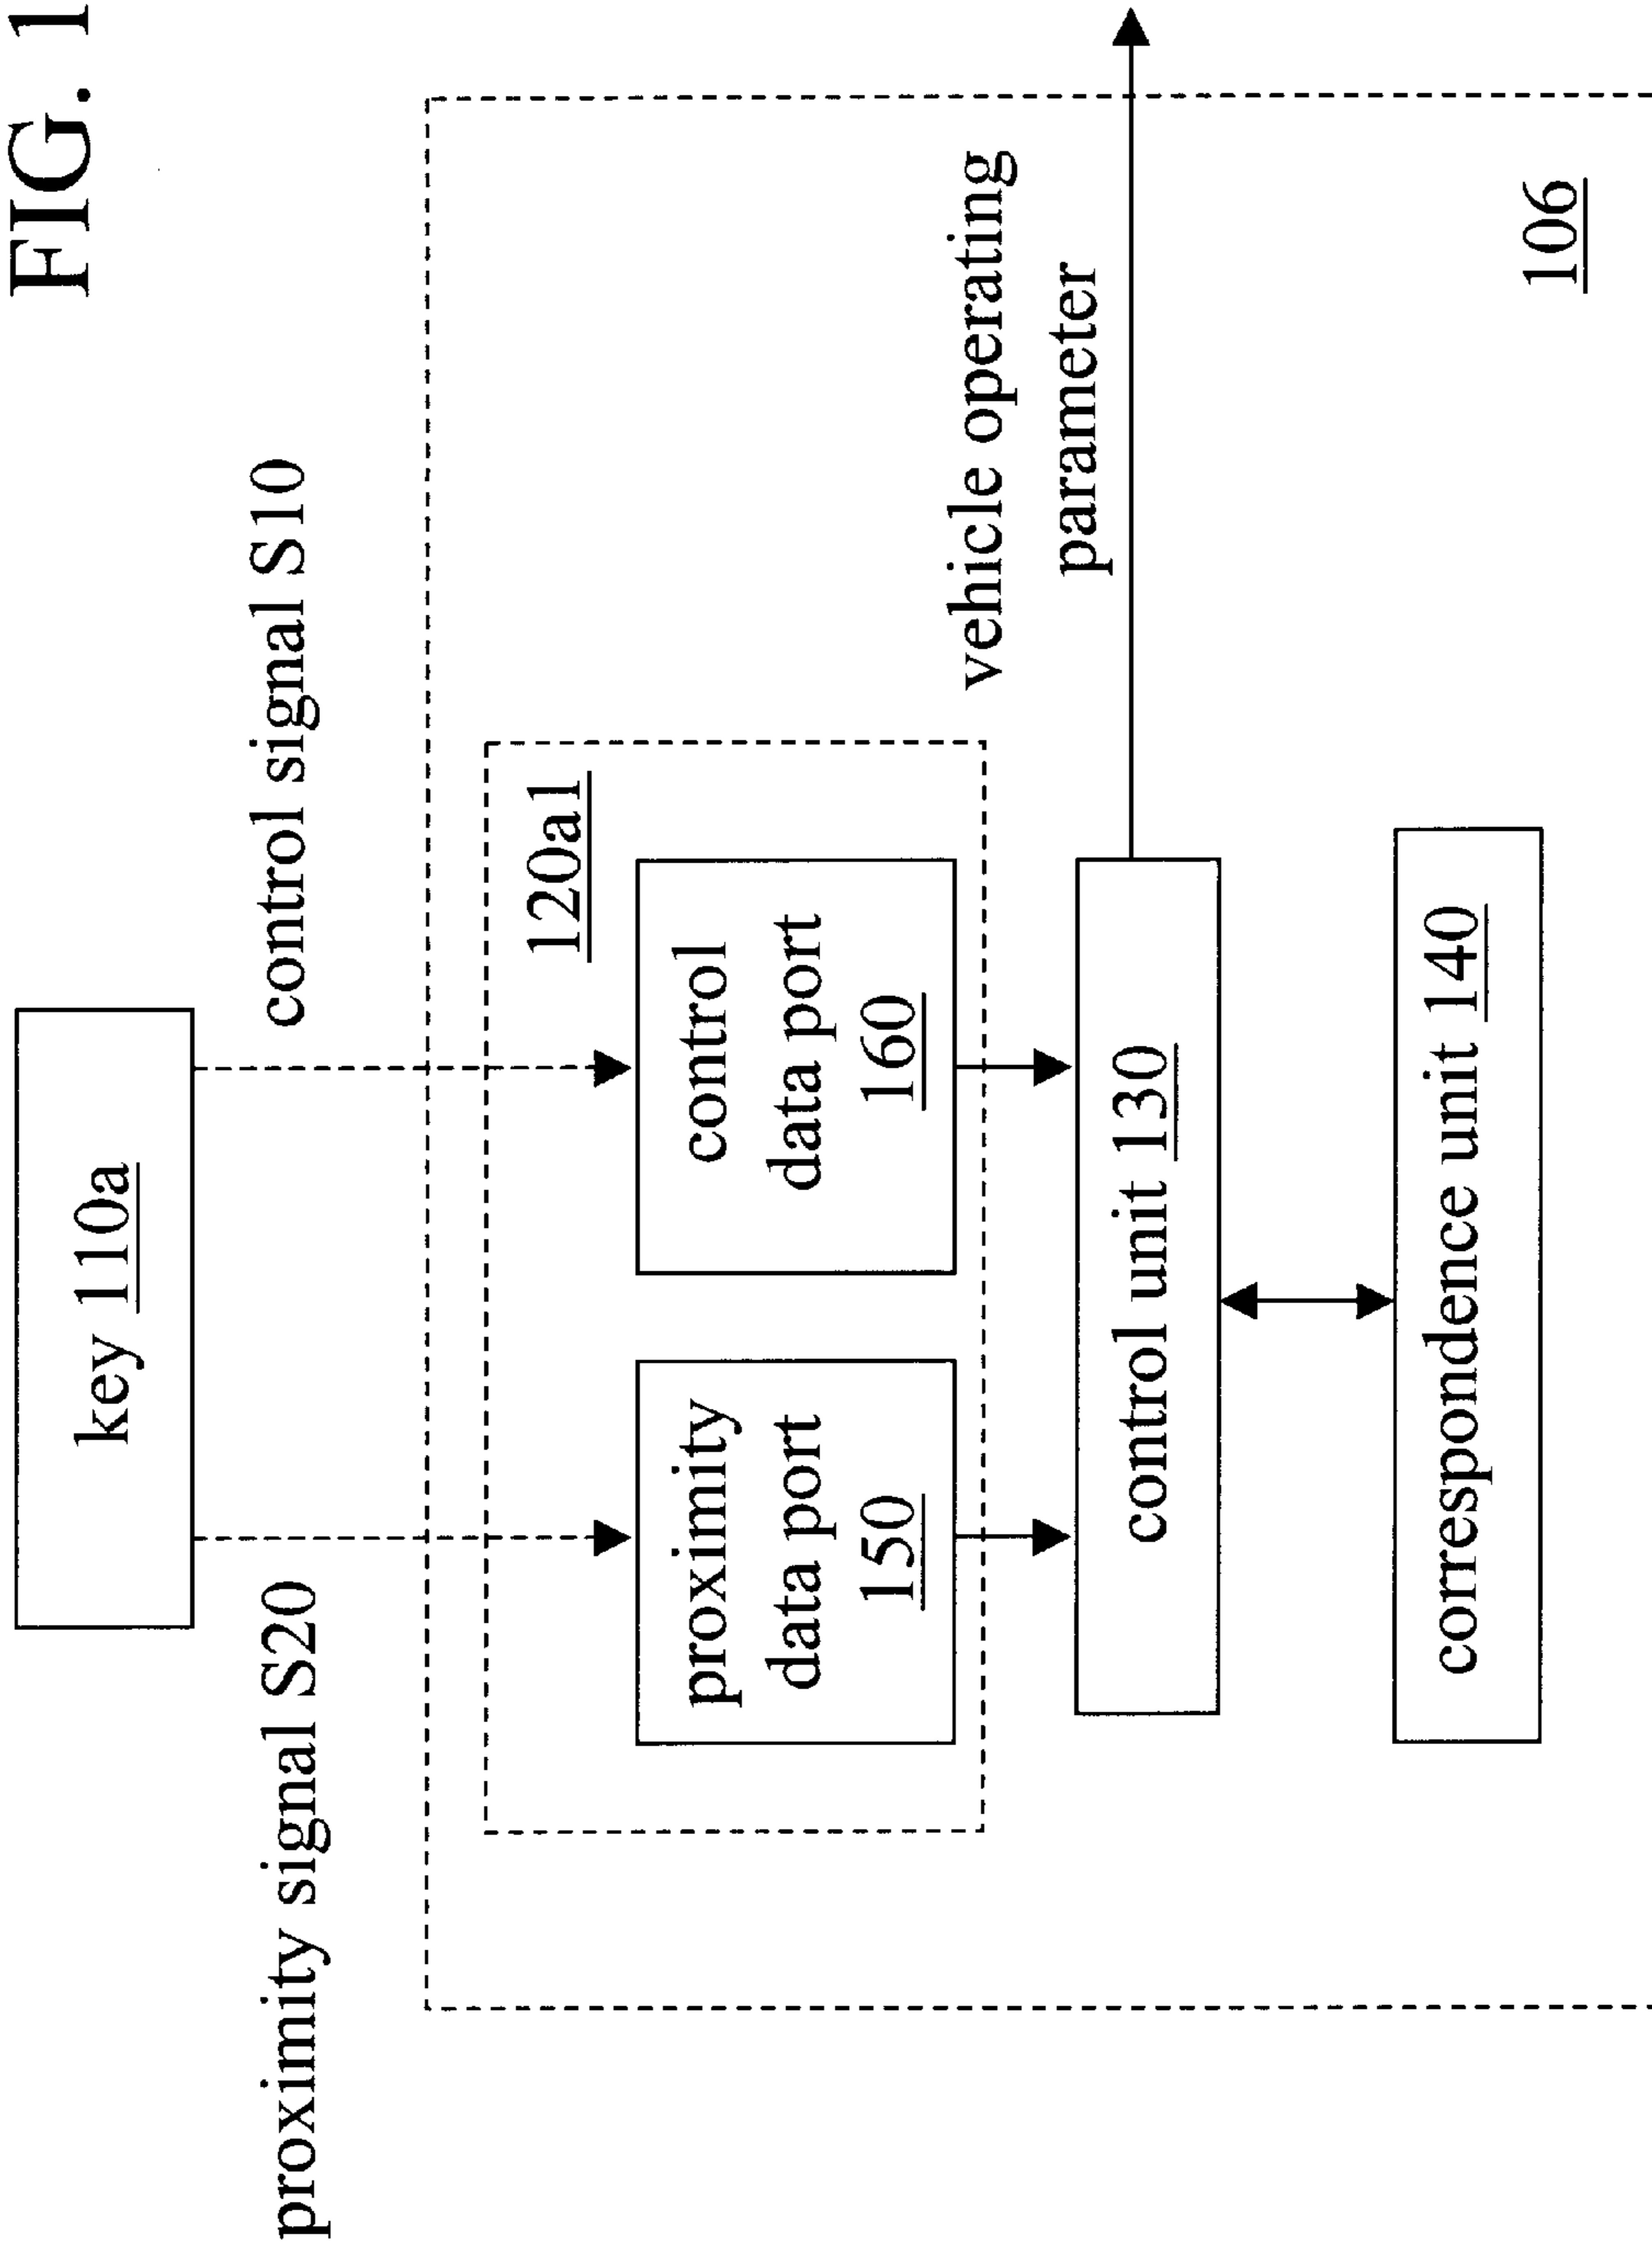 FIG. 1
key 110a
proximity signal S20
control signal S10
120a1
proximity
data port
150
control
data port
160
vehicle operating
parameter
control unit 130
correspondence unit 140
106